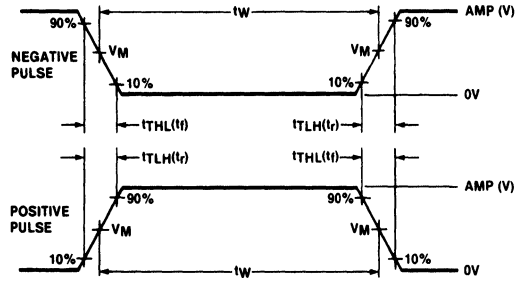 tW
AMP (V)
90%
90%
NEGATIVE
PULSE
VM
VM
10%
10%
0V
tTHL(tf)
tTLH(tr)
tTLH(tr)
tTHL(tf)
AMP (V)
90%
90%
POSITIVE
PULSE
VM
VM
10%
10%
tW
0V